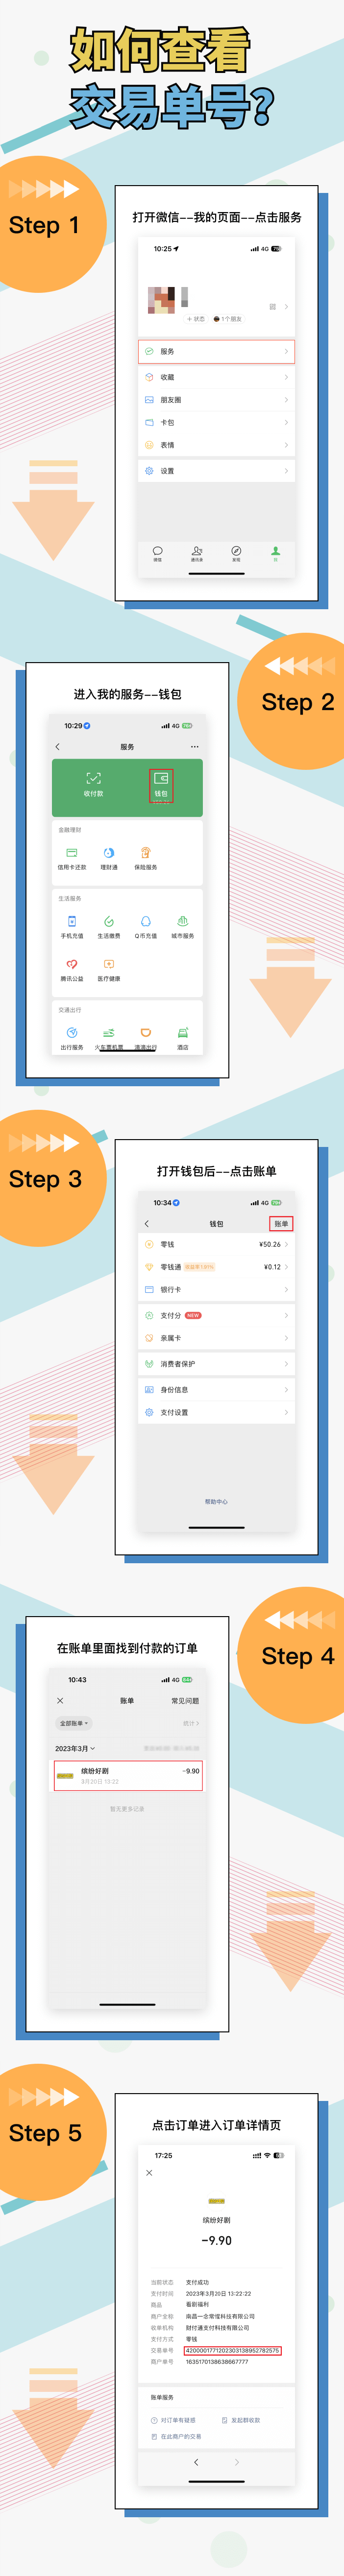 如何查看
交易单号?
Step 1
打开微信--我的页面--点击服务
10:25
4G
+ 状态
1个朋友
服务
收藏
朋友圈
卡包
表情
设置
微信
通讯录
发现
我
Step 2
进入我的服务--钱包
10:29
4G
服务
收付款
钱包
金融理财
信用卡还款
理财通
保险服务
生活服务
手机充值
生活缴费
Q币充值
城市服务
腾讯公益
医疗健康
交通出行
出行服务
火车票机票
滴滴出行
酒店
Step 3
打开钱包后--点击账单
10:34
4G
钱包
账单
零钱
¥50.26
零钱通
¥0.12
银行卡
支付分
NEW
亲属卡
消费者保护
身份信息
支付设置
帮助中心
Step 4
在账单里面找到付款的订单
10:43
4G
账单
常见问题
全部账单
统计
2023年3月
缤纷好剧
-9.90
3月20日 13:22
暂无更多记录
Step 5
点击订单进入订单详情页
17:25
缤纷好剧
-9.90
当前状态 支付成功
支付时间 2023年3月20日 13:22:22
商品 看剧福利
商户全称 南昌一念常惺科技有限公司
收单机构 财付通支付科技有限公司
支付方式 零钱
交易单号 4200001771202303138952782575
商户单号 1635170138638667777
账单服务
对订单有疑惑
发起群收款
在此商户的交易